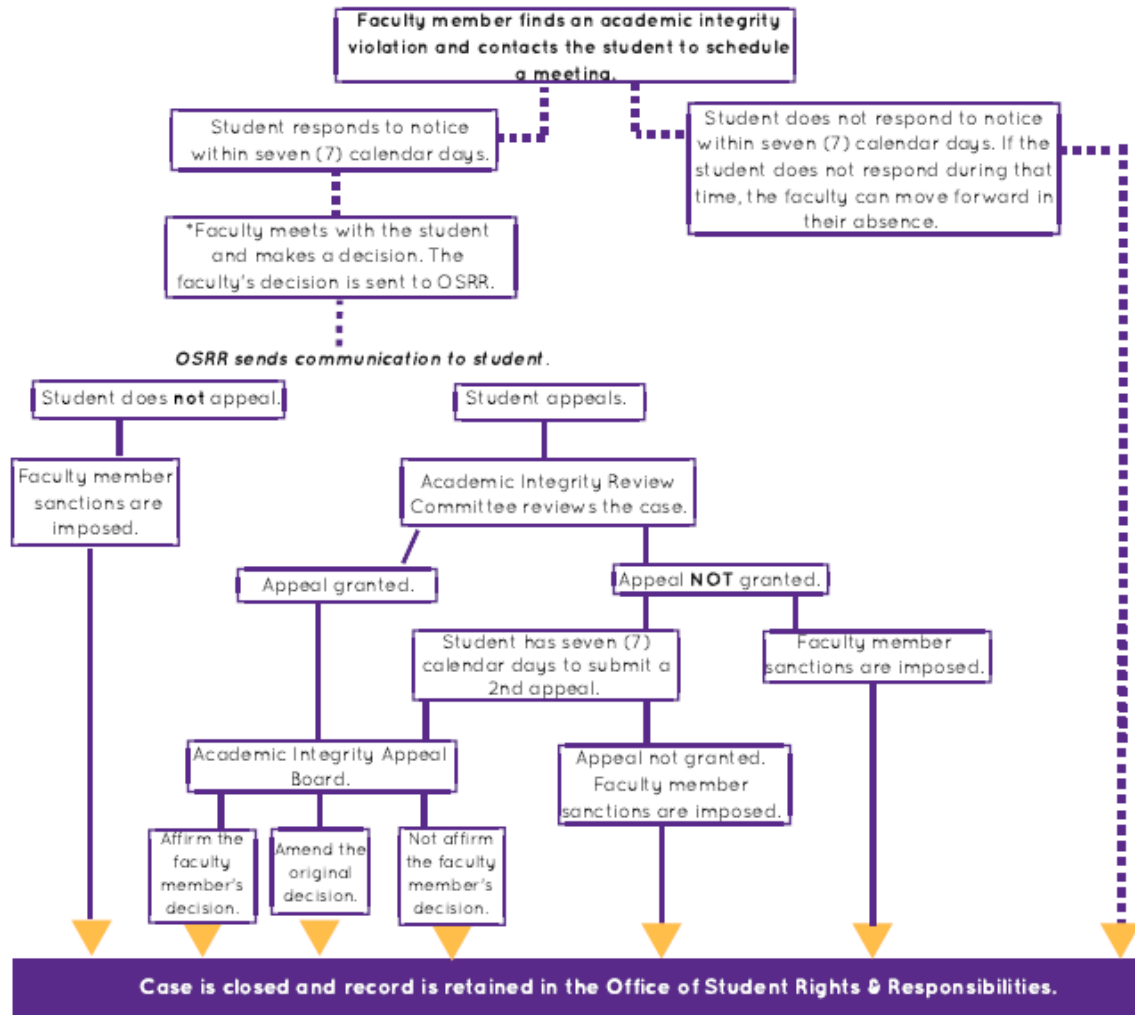 Faculty member finds an academic integrity
violation and contacts the student to schedule
a meeting.
Student responds to notice
within seven (7) calendar days.
Student does not respond to notice
within seven (7) calendar days. If the
student does not respond during that
time, the faculty can move forward in
their absence.
*Faculty meets with the student
and makes a decision. The
faculty's decision is sent to OSRR.
OSRR sends communication to student.
Student does not appeal.
Student appeals.
Faculty member
sanctions are
imposed.
Academic Integrity Review
Committee reviews the case.
Appeal granted.
Appeal NOT granted.
Student has seven (7)
calendar days to submit a
2nd appeal.
Faculty member
sanctions are imposed.
Academic Integrity Appeal
Board.
Appeal not granted.
Faculty member
sanctions are imposed.
Affirm the
faculty
member's
decision.
Amend the
original
decision.
Not affirm
the faculty
member's
decision.
Case is closed and record is retained in the Office of Student Rights & Responsibilities.